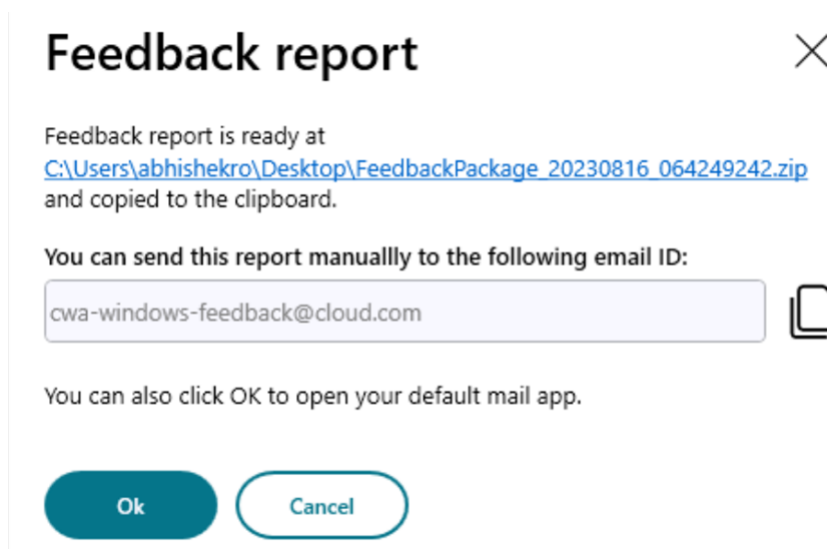 Feedback report
Feedback report is ready at
C:\Users\abhishekro\Desktop\FeedbackPackage_20230816_064249242.zip
and copied to the clipboard.
You can send this report manuallly to the following email ID:
cwa-windows-feedback@cloud.com
You can also click OK to open your default mail app.
Ok
Cancel